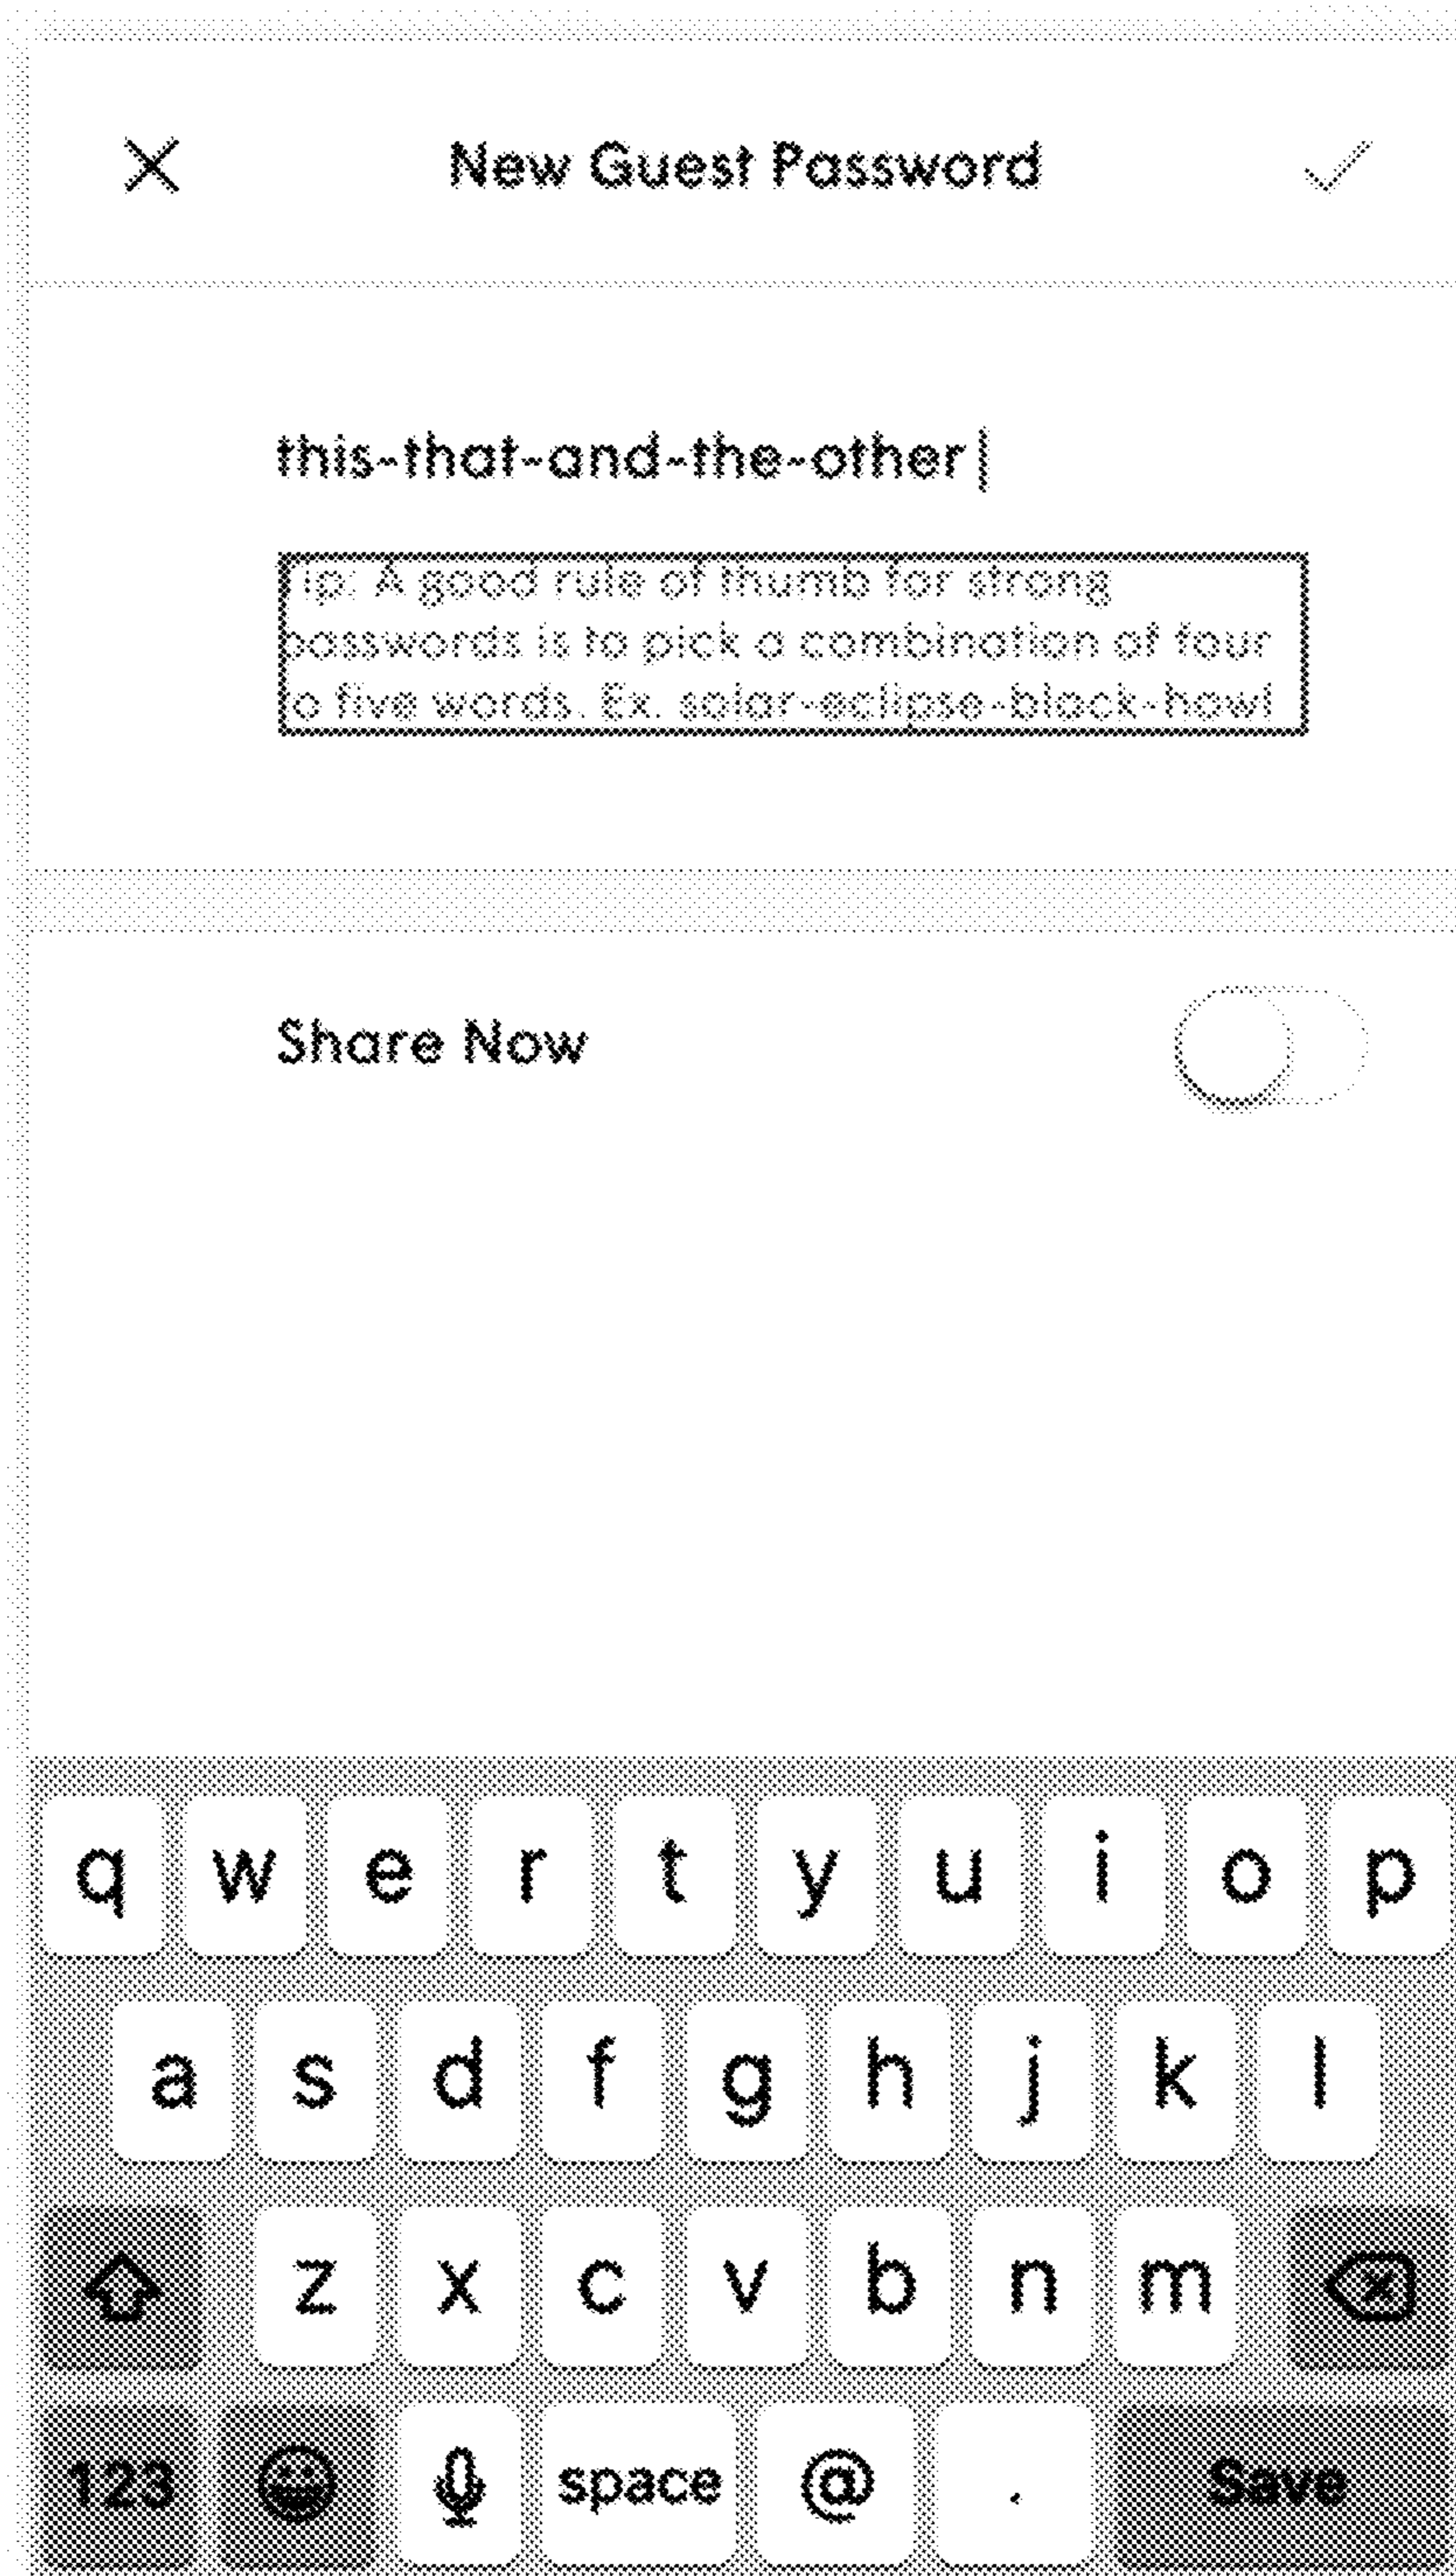 New Guest Password
this-that-and-the-other
Tip: A good rule of thumb for strong
passwords is to pick a combination of four
to five words. Ex. solar-eclipse-black-howl
Share Now
q w e r t y u i o p
a s d f g h j k l
z x c v b n m
123 space @ . Save